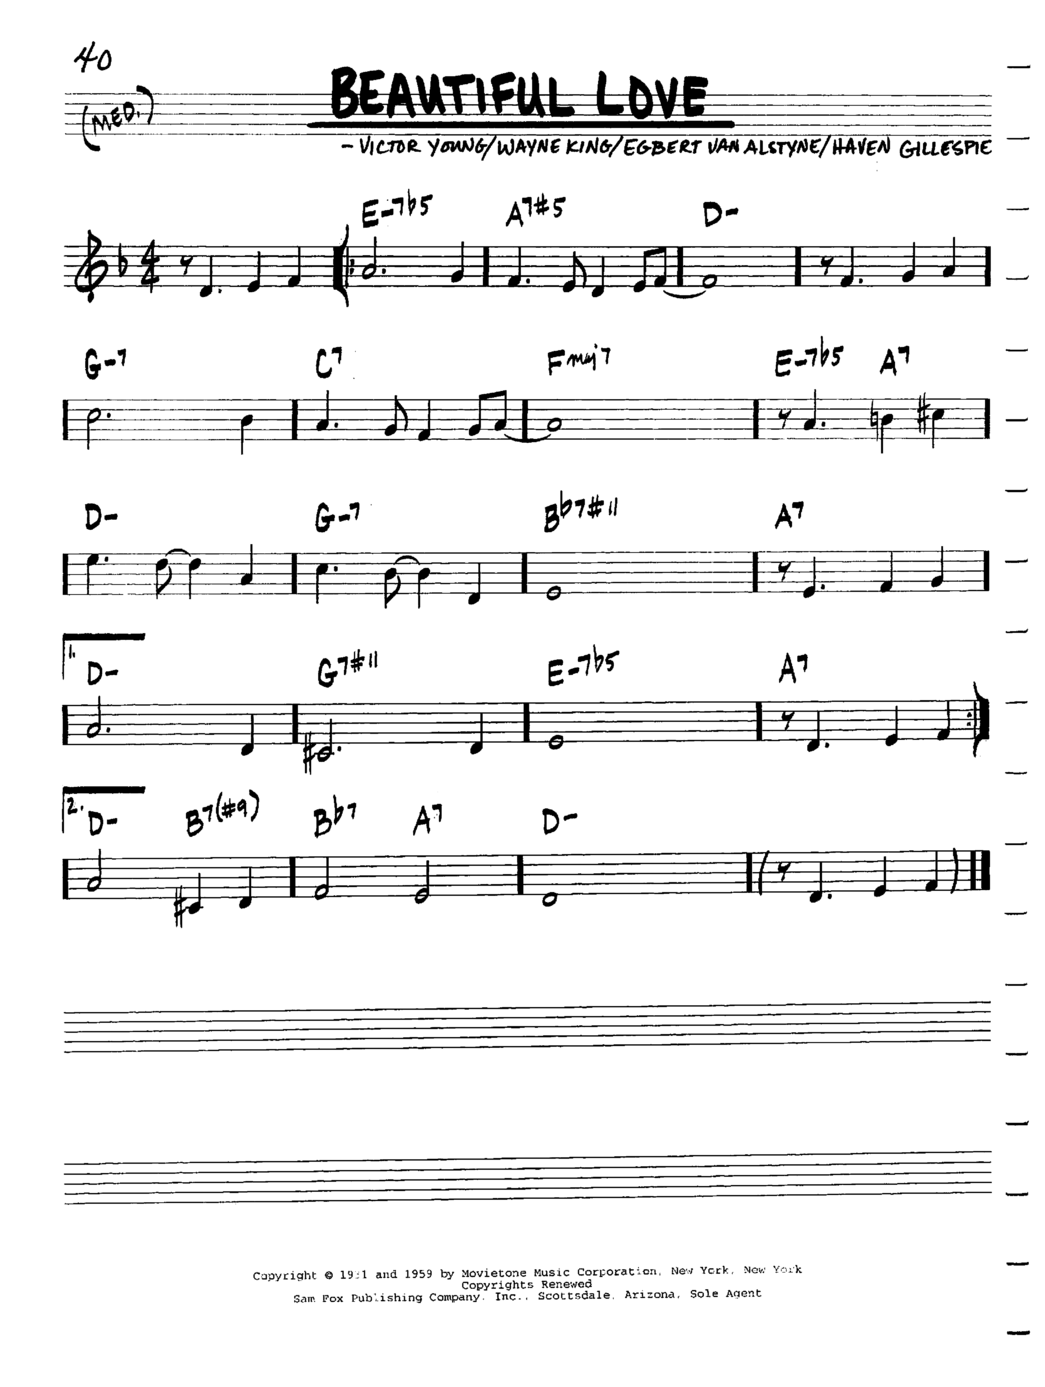 40
BEAUTIFUL LOVE
(MED.)
- VICTOR YOUNG/WAYNE KING/EGBERT VAN ALSTYNE/HAVEN GILLESPIE
E-7b5 A7#5 D-
G-7 C7 Fmaj7 E-7b5 A7
D- G-7 Bb7#11 A7
1.
D- G7#11 E-7b5 A7
2.
D- B7(#9) Bb7 A7 D-
Copyright © 1931 and 1959 by Movietone Music Corporation, New York, New York
Copyrights Renewed
Sam Fox Publishing Company, Inc., Scottsdale, Arizona, Sole Agent